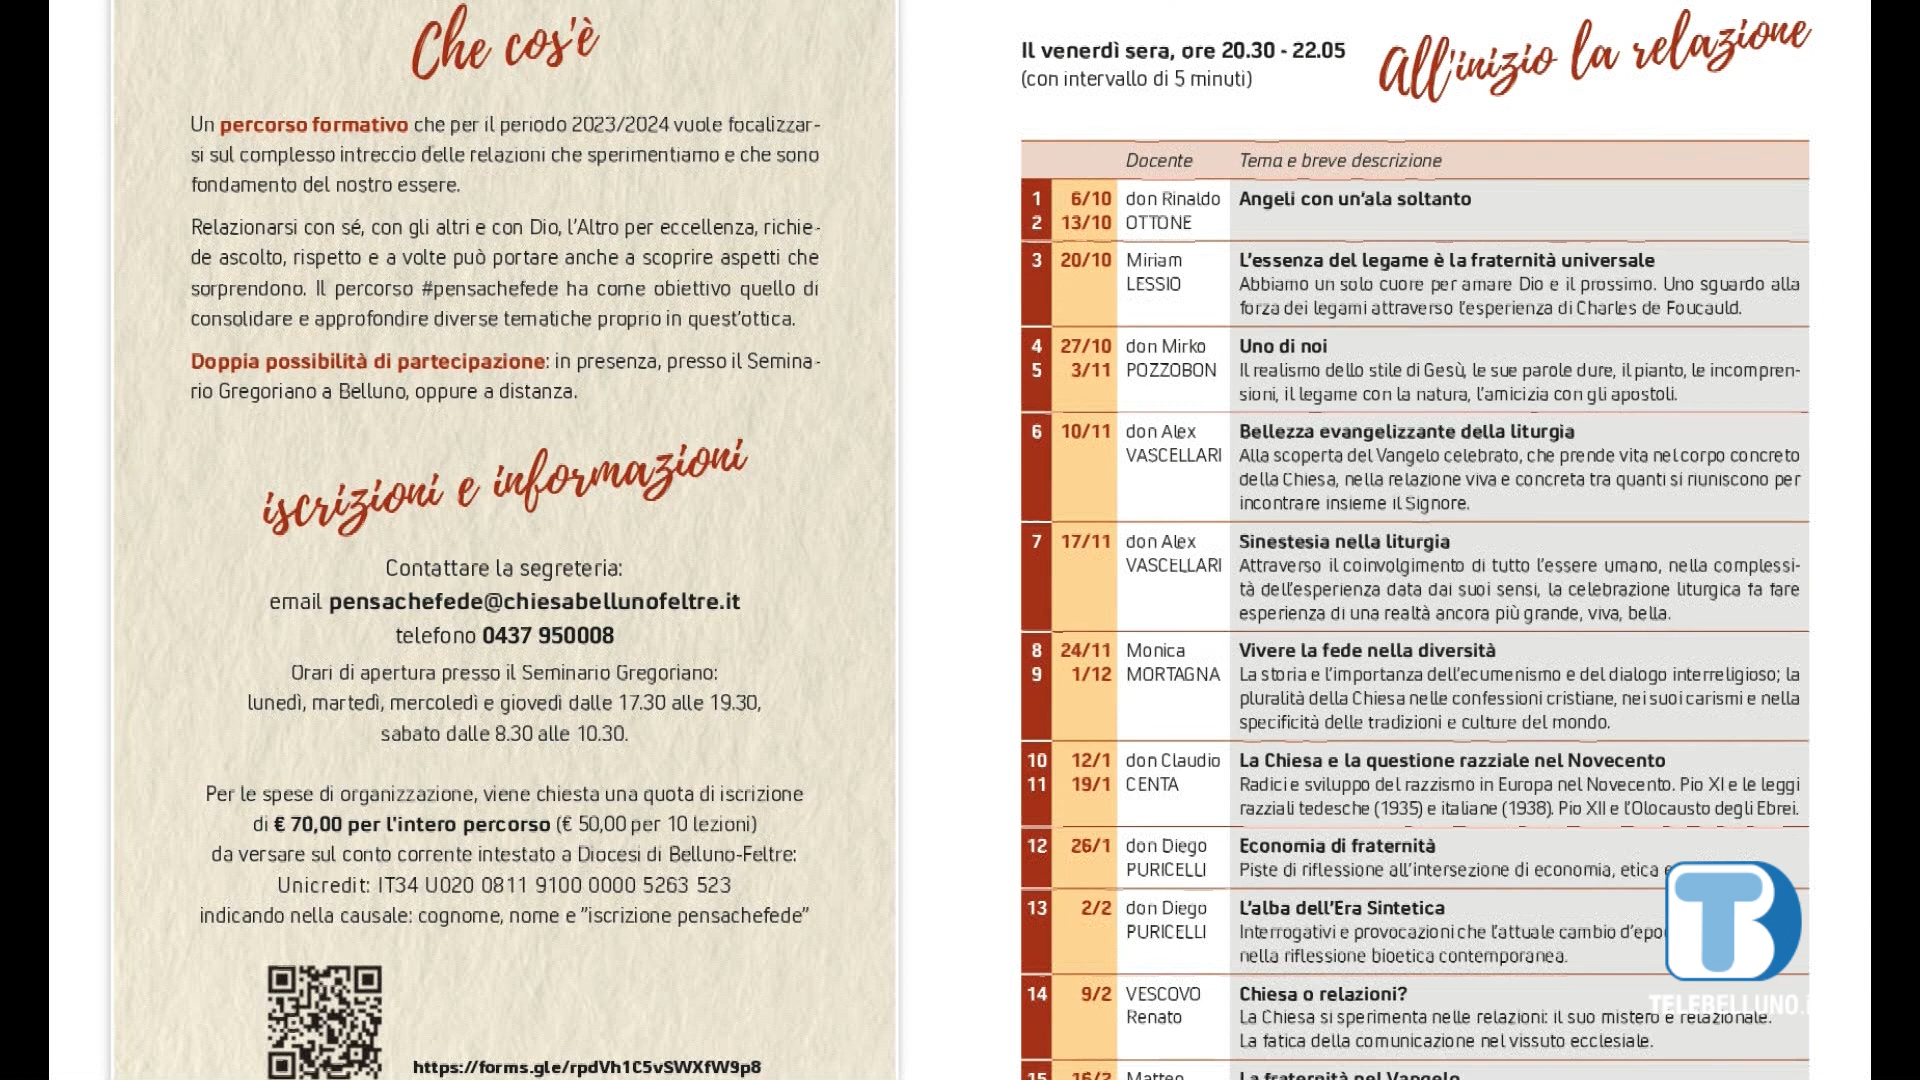 Che cos'è
Un percorso formativo che per il periodo 2023/2024 vuole focalizzar-
si sul complesso intreccio delle relazioni che sperimentiamo e che sono
fondamento del nostro essere.
Relazionarsi con sé, con gli altri e con Dio, l'Altro per eccellenza, richie-
de ascolto, rispetto e a volte può portare anche a scoprire aspetti che
sorprendono. Il percorso #pensachefede ha come obiettivo quello di
consolidare e approfondire diverse tematiche proprio in quest'ottica.
Doppia possibilità di partecipazione: in presenza, presso il Semina-
rio Gregoriano a Belluno, oppure a distanza.
iscrizioni e informazioni
Contattare la segreteria:
email pensachefede@chiesabellunofeltre.it
telefono 0437 950008
Orari di apertura presso il Seminario Gregoriano:
lunedì, martedì, mercoledì e giovedì dalle 17.30 alle 19.30,
sabato dalle 8.30 alle 10.30.
Per le spese di organizzazione, viene chiesta una quota di iscrizione
di € 70,00 per l'intero percorso (€ 50,00 per 10 lezioni)
da versare sul conto corrente intestato a Diocesi di Belluno-Feltre:
Unicredit: IT34 U020 0811 9100 0000 5263 523
indicando nella causale: cognome, nome e "iscrizione pensachefede"
https://forms.gle/rpdVh1C5vSWXfW9p8
Il venerdì sera, ore 20.30 - 22.05
(con intervallo di 5 minuti)
All'inizio la relazione
Docente Tema e breve descrizione
1 6/10 don Rinaldo Angeli con un'ala soltanto
2 13/10 OTTONE
3 20/10 Miriam L'essenza del legame è la fraternità universale
LESSIO Abbiamo un solo cuore per amare Dio e il prossimo. Uno sguardo alla
forza dei legami attraverso l'esperienza di Charles de Foucauld.
4 27/10 don Mirko Uno di noi
5 3/11 POZZOBON Il realismo dello stile di Gesù, le sue parole dure, il pianto, le incompren-
sioni, il legame con la natura, l'amicizia con gli apostoli.
6 10/11 don Alex Bellezza evangelizzante della liturgia
VASCELLARI Alla scoperta del Vangelo celebrato, che prende vita nel corpo concreto
della Chiesa, nella relazione viva e concreta tra quanti si riuniscono per
incontrare insieme il Signore.
7 17/11 don Alex Sinestesia nella liturgia
VASCELLARI Attraverso il coinvolgimento di tutto l'essere umano, nella complessi-
tà dell'esperienza data dai suoi sensi, la celebrazione liturgica fa fare
esperienza di una realtà ancora più grande, viva, bella.
8 24/11 Monica Vivere la fede nella diversità
9 1/12 MORTAGNA La storia e l'importanza dell'ecumenismo e del dialogo interreligioso; la
pluralità della Chiesa nelle confessioni cristiane, nei suoi carismi e nella
specificità delle tradizioni e culture del mondo.
10 12/1 don Claudio La Chiesa e la questione razziale nel Novecento
11 19/1 CENTA Radici e sviluppo del razzismo in Europa nel Novecento. Pio XI e le leggi
razziali tedesche (1935) e italiane (1938). Pio XII e l'Olocausto degli Ebrei.
12 26/1 don Diego Economia di fraternità
PURICELLI Piste di riflessione all'intersezione di economia, etica
13 2/2 don Diego L'alba dell'Era Sintetica
PURICELLI Interrogativi e provocazioni che l'attuale cambio
nella riflessione bioetica contemporanea.
14 9/2 VESCOVO Chiesa o relazioni?
Renato La Chiesa si sperimenta nelle relazioni: il suo mistero è relazionale.
La fatica della comunicazione nel vissuto ecclesiale.
15 16/2 Matteo La fraternità nel Vangelo
TB
TELEBELLUNO